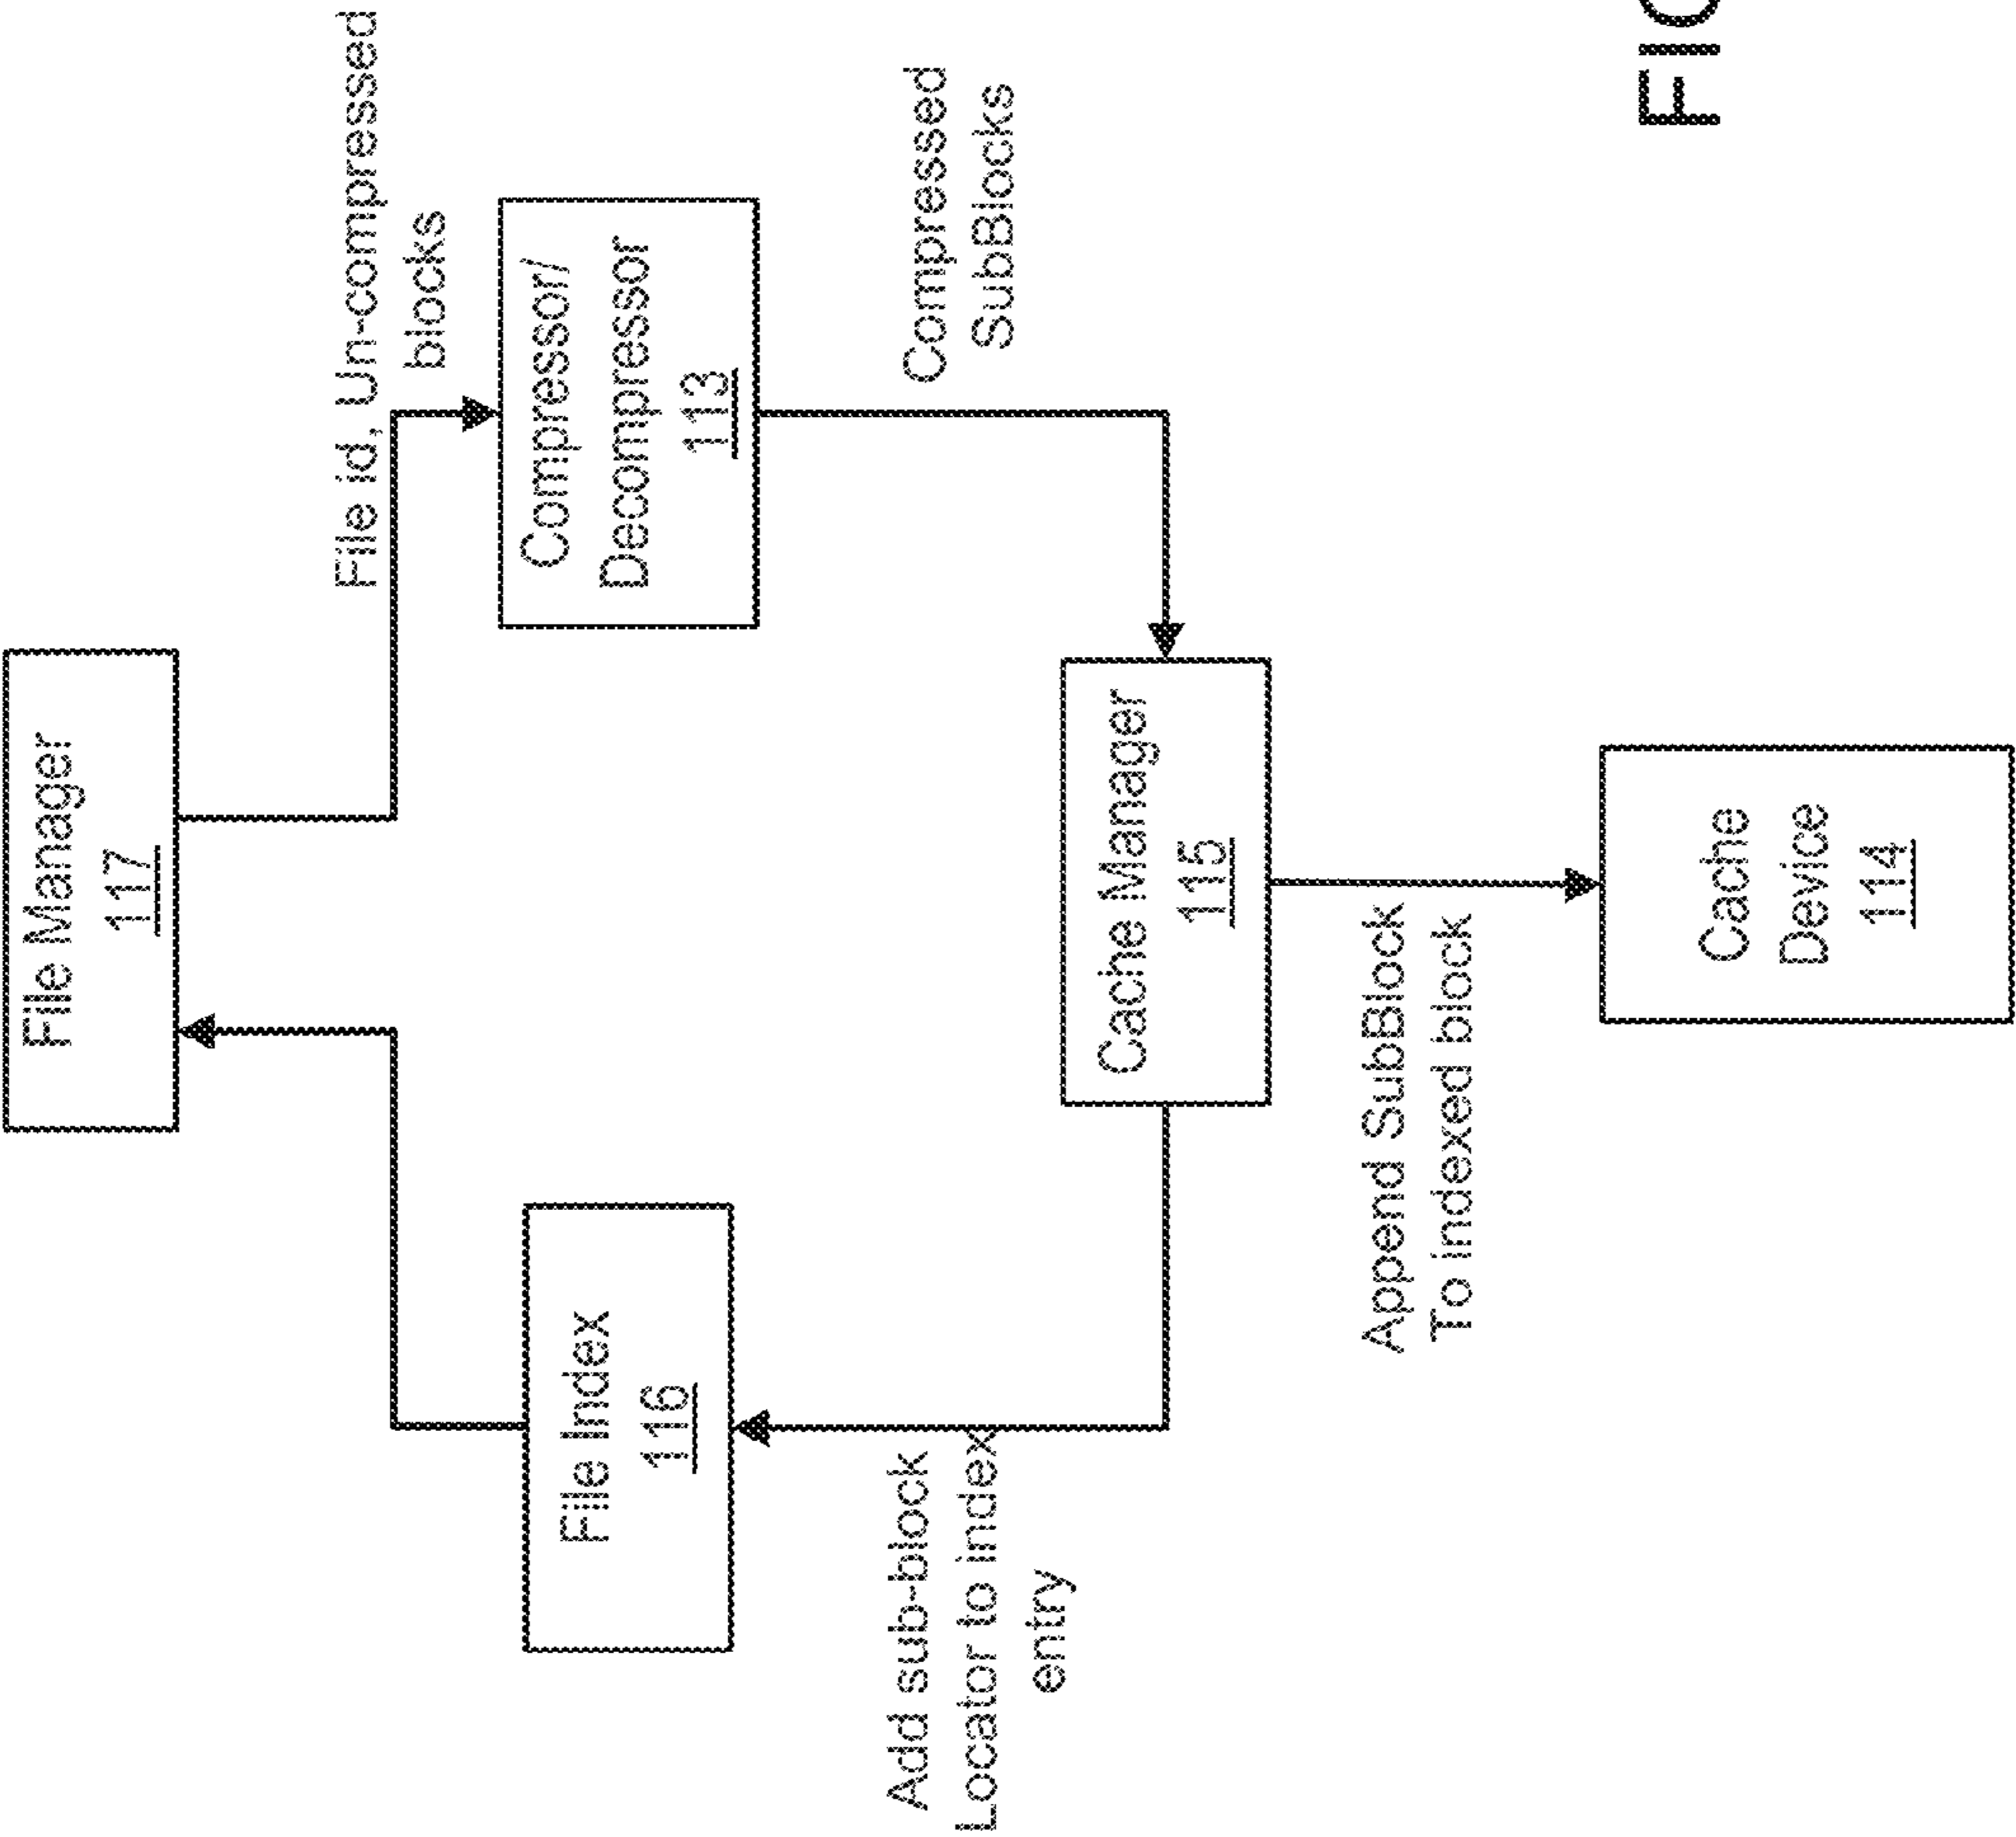 File Manager
117
File id, Un-compressed
blocks
Compressor/
Decompressor
113
Compressed
SubBlocks
File Index
116
Add sub-block
Locator to index
entry
Cache Manager
115
Append SubBlock
To indexed block
Cache
Device
114